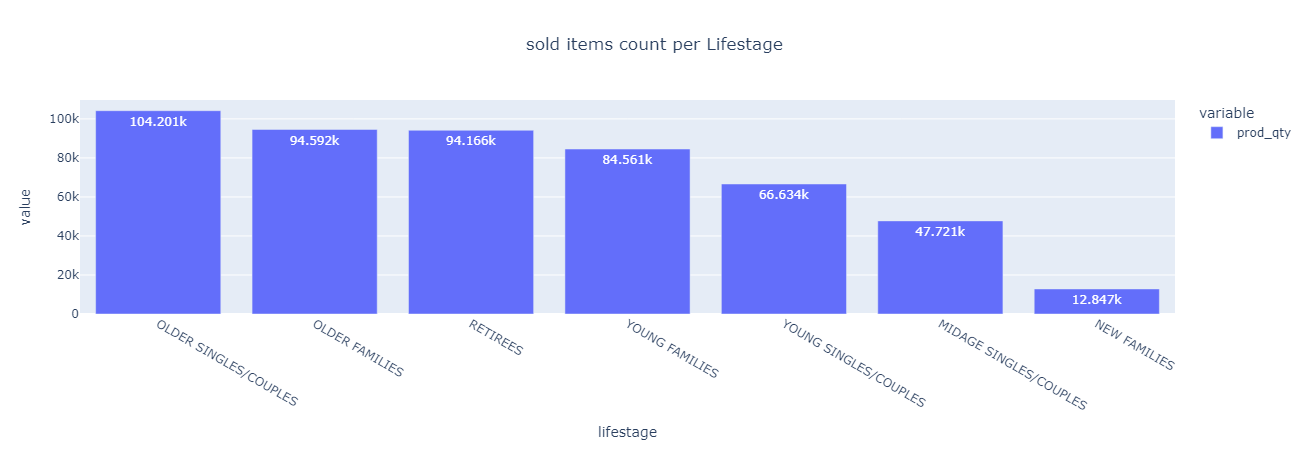 sold items count per Lifestage
variable
prod_qty
value
100k
80k
60k
40k
20k
0
104.201k
94.592k
94.166k
84.561k
66.634k
47.721k
12.847k
OLDER SINGLES/COUPLES
OLDER FAMILIES
RETIREES
YOUNG FAMILIES
YOUNG SINGLES/COUPLES
MIDAGE SINGLES/COUPLES
NEW FAMILIES
lifestage